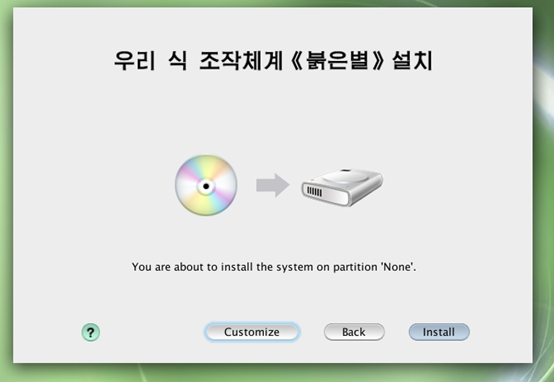 우리 식 조작체계《붉은별》설치
You are about to install the system on partition 'None'.
?
Customize
Back
Install